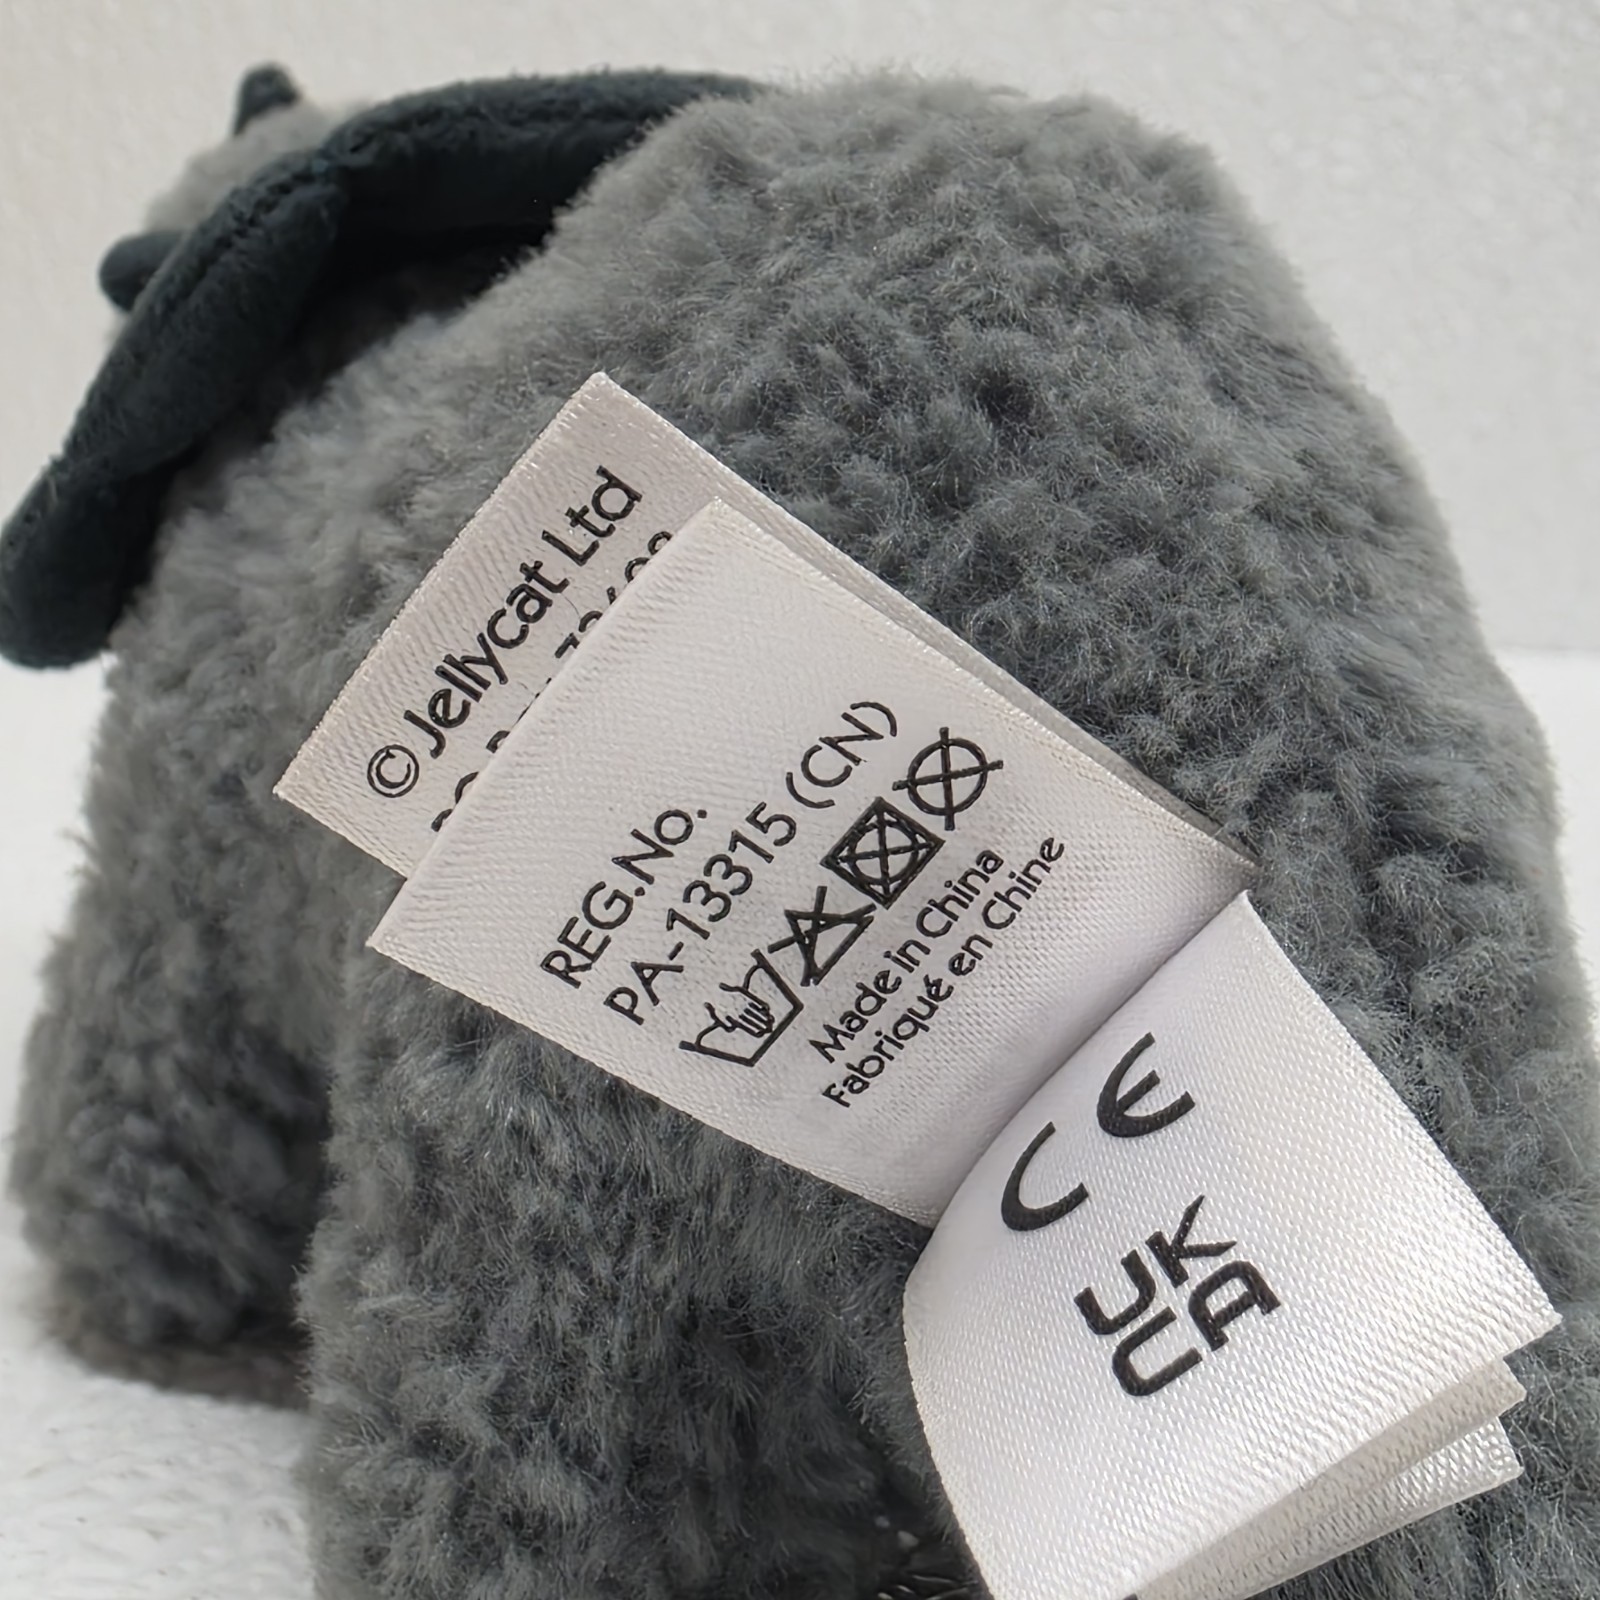 © Jellycat Ltd
REG.No.
PA-13315 (CN)
Made in China
Fabriqué en Chine
CE
UK
CA